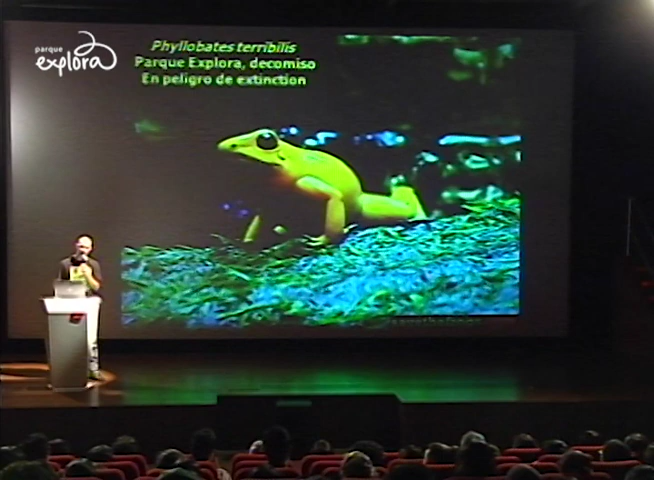 parque
explora
Phyllobates terribilis
Parque Explora, decomiso
En peligro de extinction